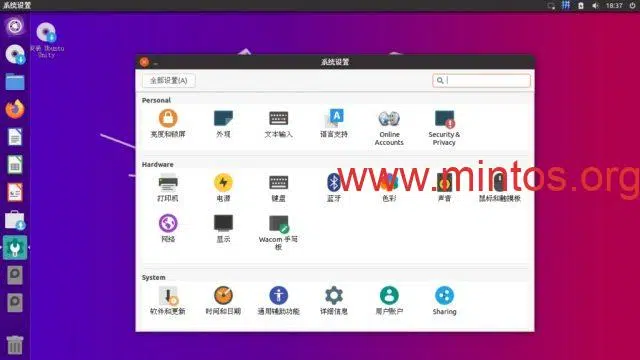 系统设置
拼
18:37
安装 Ubuntu
Unity
系统设置
全部设置(A)
Personal
亮度和锁屏
外观
文本输入
语言支持
Online
Accounts
Security &
Privacy
Hardware
打印机
电源
键盘
蓝牙
色彩
声音
鼠标和触摸板
www.mintos.org
网络
显示
Wacom 手写
板
System
软件和更新
时间和日期
通用辅助功能
详细信息
用户账户
Sharing